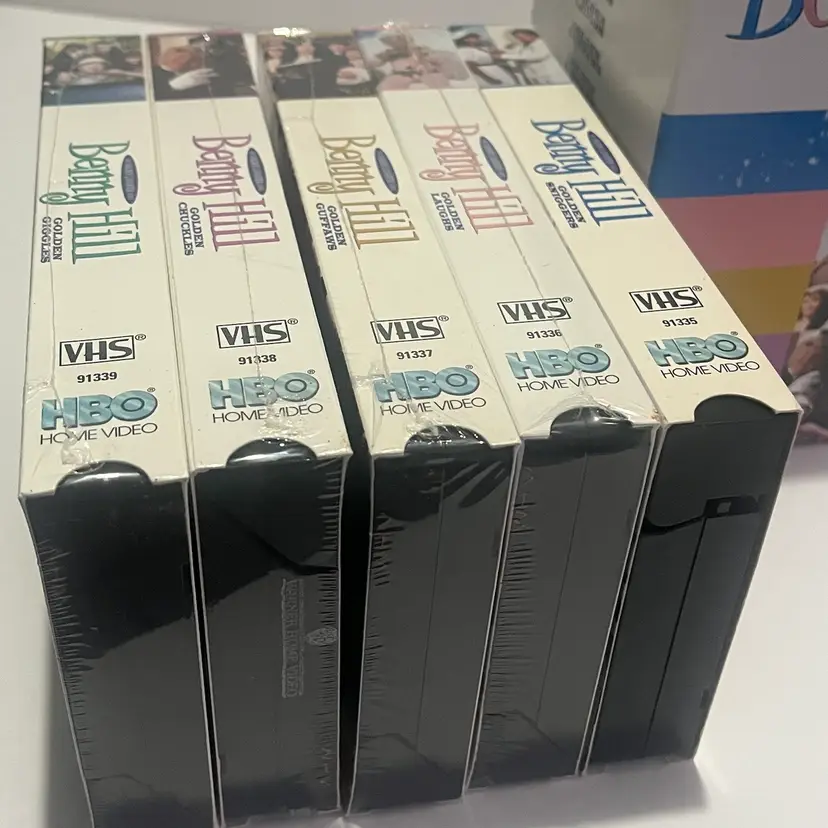 Benny Hill
GOLDEN
GIGGLES
VHS®
91339
HBO®
HOME VIDEO
Benny Hill
GOLDEN
CHUCKLES
VHS®
91338
HBO®
HOME VIDEO
Benny Hill
GOLDEN
GUFFAWS
VHS®
91337
HBO®
HOME VIDEO
Benny Hill
GOLDEN
LAUGHS
VHS®
91336
HBO®
HOME VIDEO
Benny Hill
GOLDEN
SNIGGERS
VHS®
91335
HBO®
HOME VIDEO